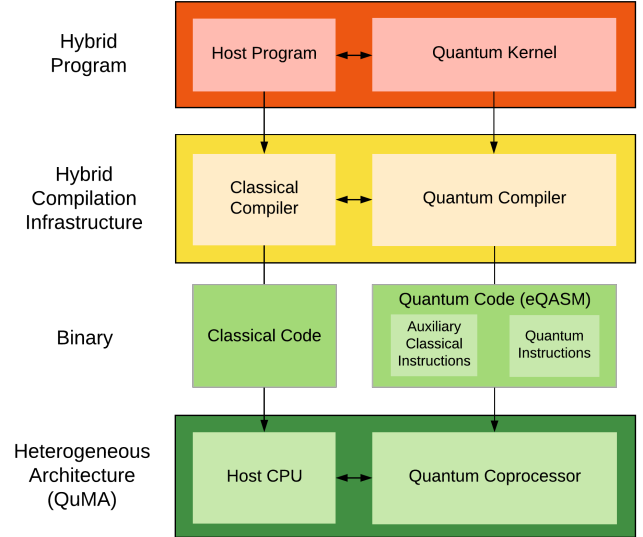 Hybrid
Program
Host Program
Quantum Kernel
Hybrid
Compilation
Infrastructure
Classical
Compiler
Quantum Compiler
Binary
Classical Code
Quantum Code (eQASM)
Auxiliary
Classical
Instructions
Quantum
Instructions
Heterogeneous
Architecture
(QuMA)
Host CPU
Quantum Coprocessor